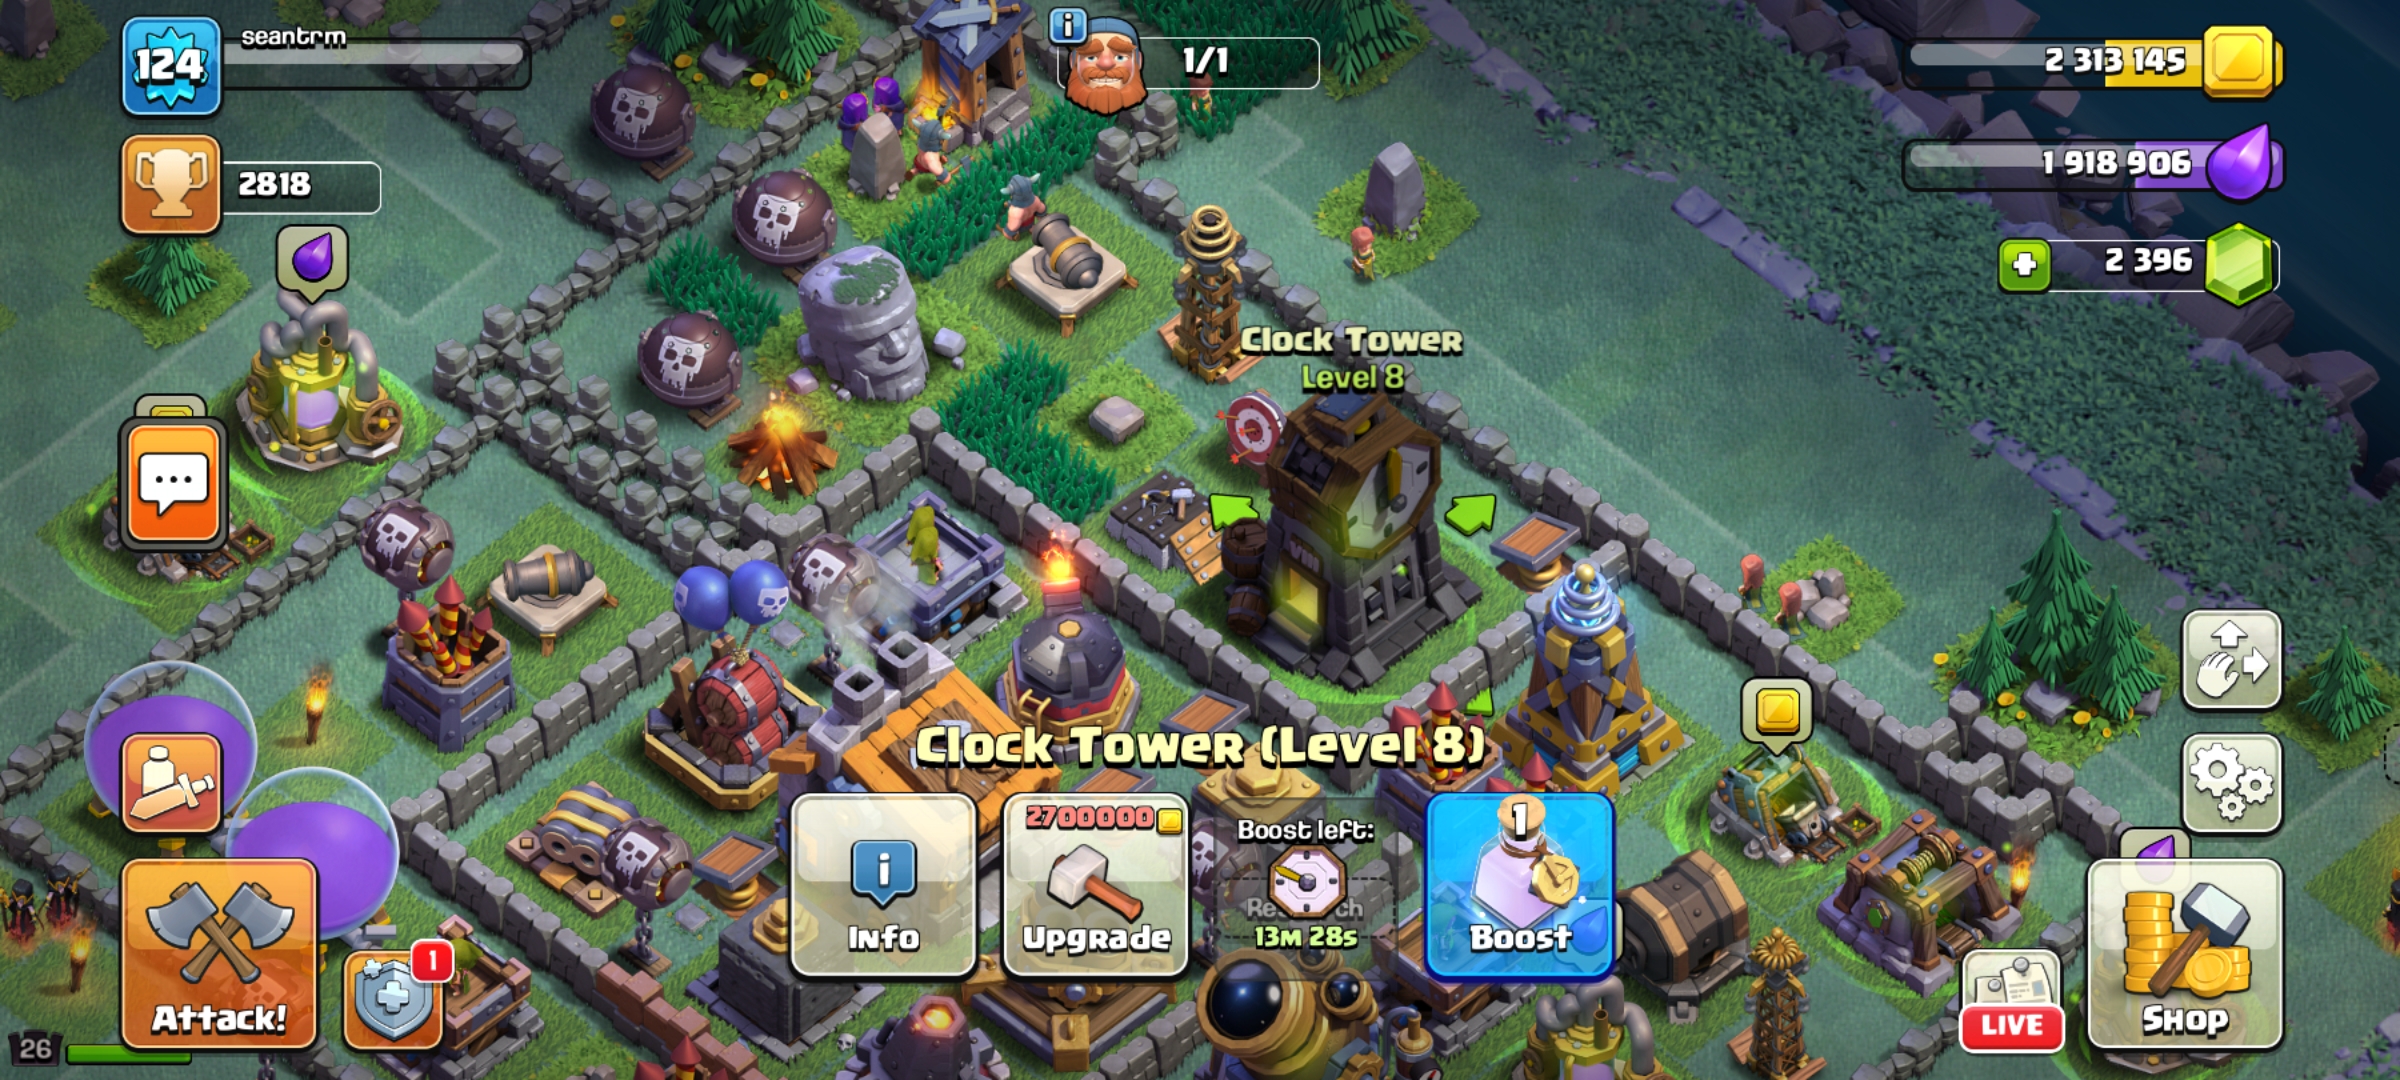 124
seantrm
1/1
2 313 145
2818
1 918 906
2 396
Clock Tower
Level 8
Clock Tower (Level 8)
2700000
Boost left:
1
Info
Upgrade
13M 28s
Boost
1
Attack!
LIVE
Shop
26